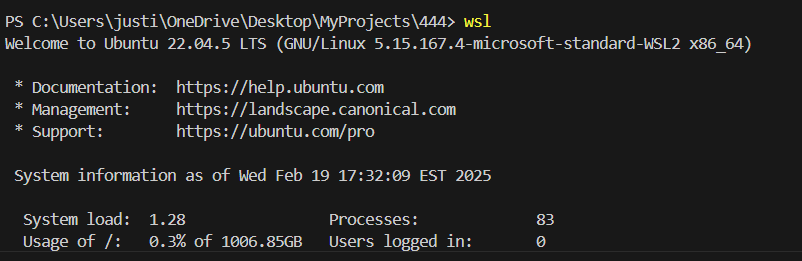 PS C:\Users\justi\OneDrive\Desktop\MyProjects\444> wsl
Welcome to Ubuntu 22.04.5 LTS (GNU/Linux 5.15.167.4-microsoft-standard-WSL2 x86_64)
* Documentation:  https://help.ubuntu.com
* Management:     https://landscape.canonical.com
* Support:        https://ubuntu.com/pro
System information as of Wed Feb 19 17:32:09 EST 2025
System load:  1.28                Processes:             83
Usage of /:   0.3% of 1006.85GB   Users logged in:       0